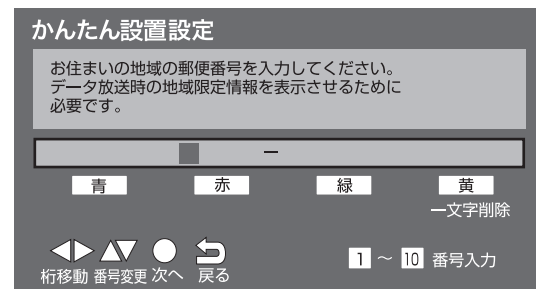 かんたん設置設定
お住まいの地域の郵便番号を入力してください。
データ放送時の地域限定情報を表示させるために
必要です。
－
青 赤 緑 黄
一文字削除
桁移動 番号変更 次へ 戻る 1 ～ 10 番号入力